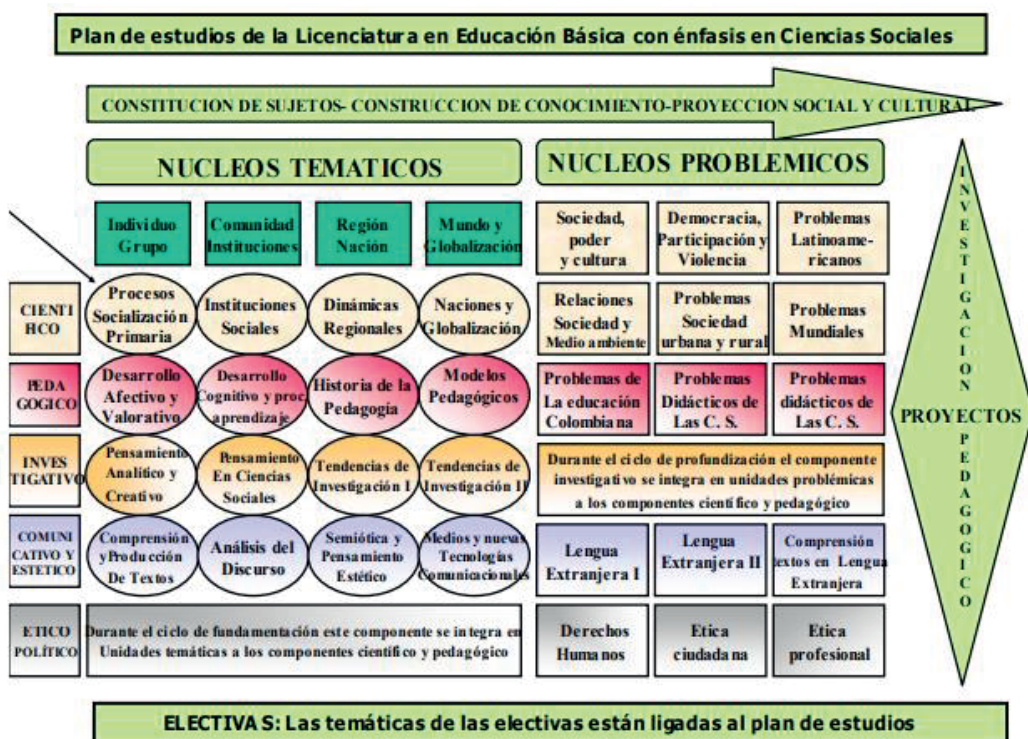 Plan de estudios de la Licenciatura en Educación Básica con énfasis en Ciencias Sociales
CONSTITUCION DE SUJETOS- CONSTRUCCION DE CONOCIMIENTO-PROYECCION SOCIAL Y CULTURAL
NUCLEOS TEMATICOS
NUCLEOS PROBLÉMICOS
Individuo
Grupo
Comunidad
Instituciones
Región
Nación
Mundo y
Globalización
Sociedad,
poder
y cultura
Democracia,
Participación y
Violencia
Problemas
Latinoame-
ricanos
CIENTI
FICO
Procesos
Socialización
Primaria
Instituciones
Sociales
Dinámicas
Regionales
Naciones y
Globalización
Relaciones
Sociedad y
Medio ambiente
Problemas
Sociedad
urbana y rural
Problemas
Mundiales
PEDA
GOGICO
Desarrollo
Afectivo y
Valorativo
Desarrollo
Cognitivo y proc.
aprendizaje
Historia de la
Pedagogía
Modelos
Pedagógicos
Problemas de
La educación
Colombiana
Problemas
Didácticos de
Las C. S.
Problemas
didácticos de
Las C. S.
INVES
TIGATIVO
Pensamiento
Analítico y
Creativo
Pensamiento
En Ciencias
Sociales
Tendencias de
Investigación I
Tendencias de
Investigación II
Durante el ciclo de profundización el componente
investigativo se integra en unidades problémicas
a los componentes científico y pedagógico
COMUNI
CATIVO Y
ESTETICO
Comprensión
y Producción
De Textos
Análisis del
Discurso
Semiótica y
Pensamiento
Estético
Medios y nuevas
Tecnologías
Comunicacionales
Lengua
Extranjera I
Lengua
Extranjera II
Comprensión
textos en Lengua
Extranjera
ETICO
POLÍTICO
Durante el ciclo de fundamentación este componente se integra en
Unidades temáticas a los componentes científico y pedagógico
Derechos
Humanos
Etica
ciudadana
Etica
profesional
INVESTIGACION
PROYECTOS
PEDAGOGICO
ELECTIVAS: Las temáticas de las electivas están ligadas al plan de estudios